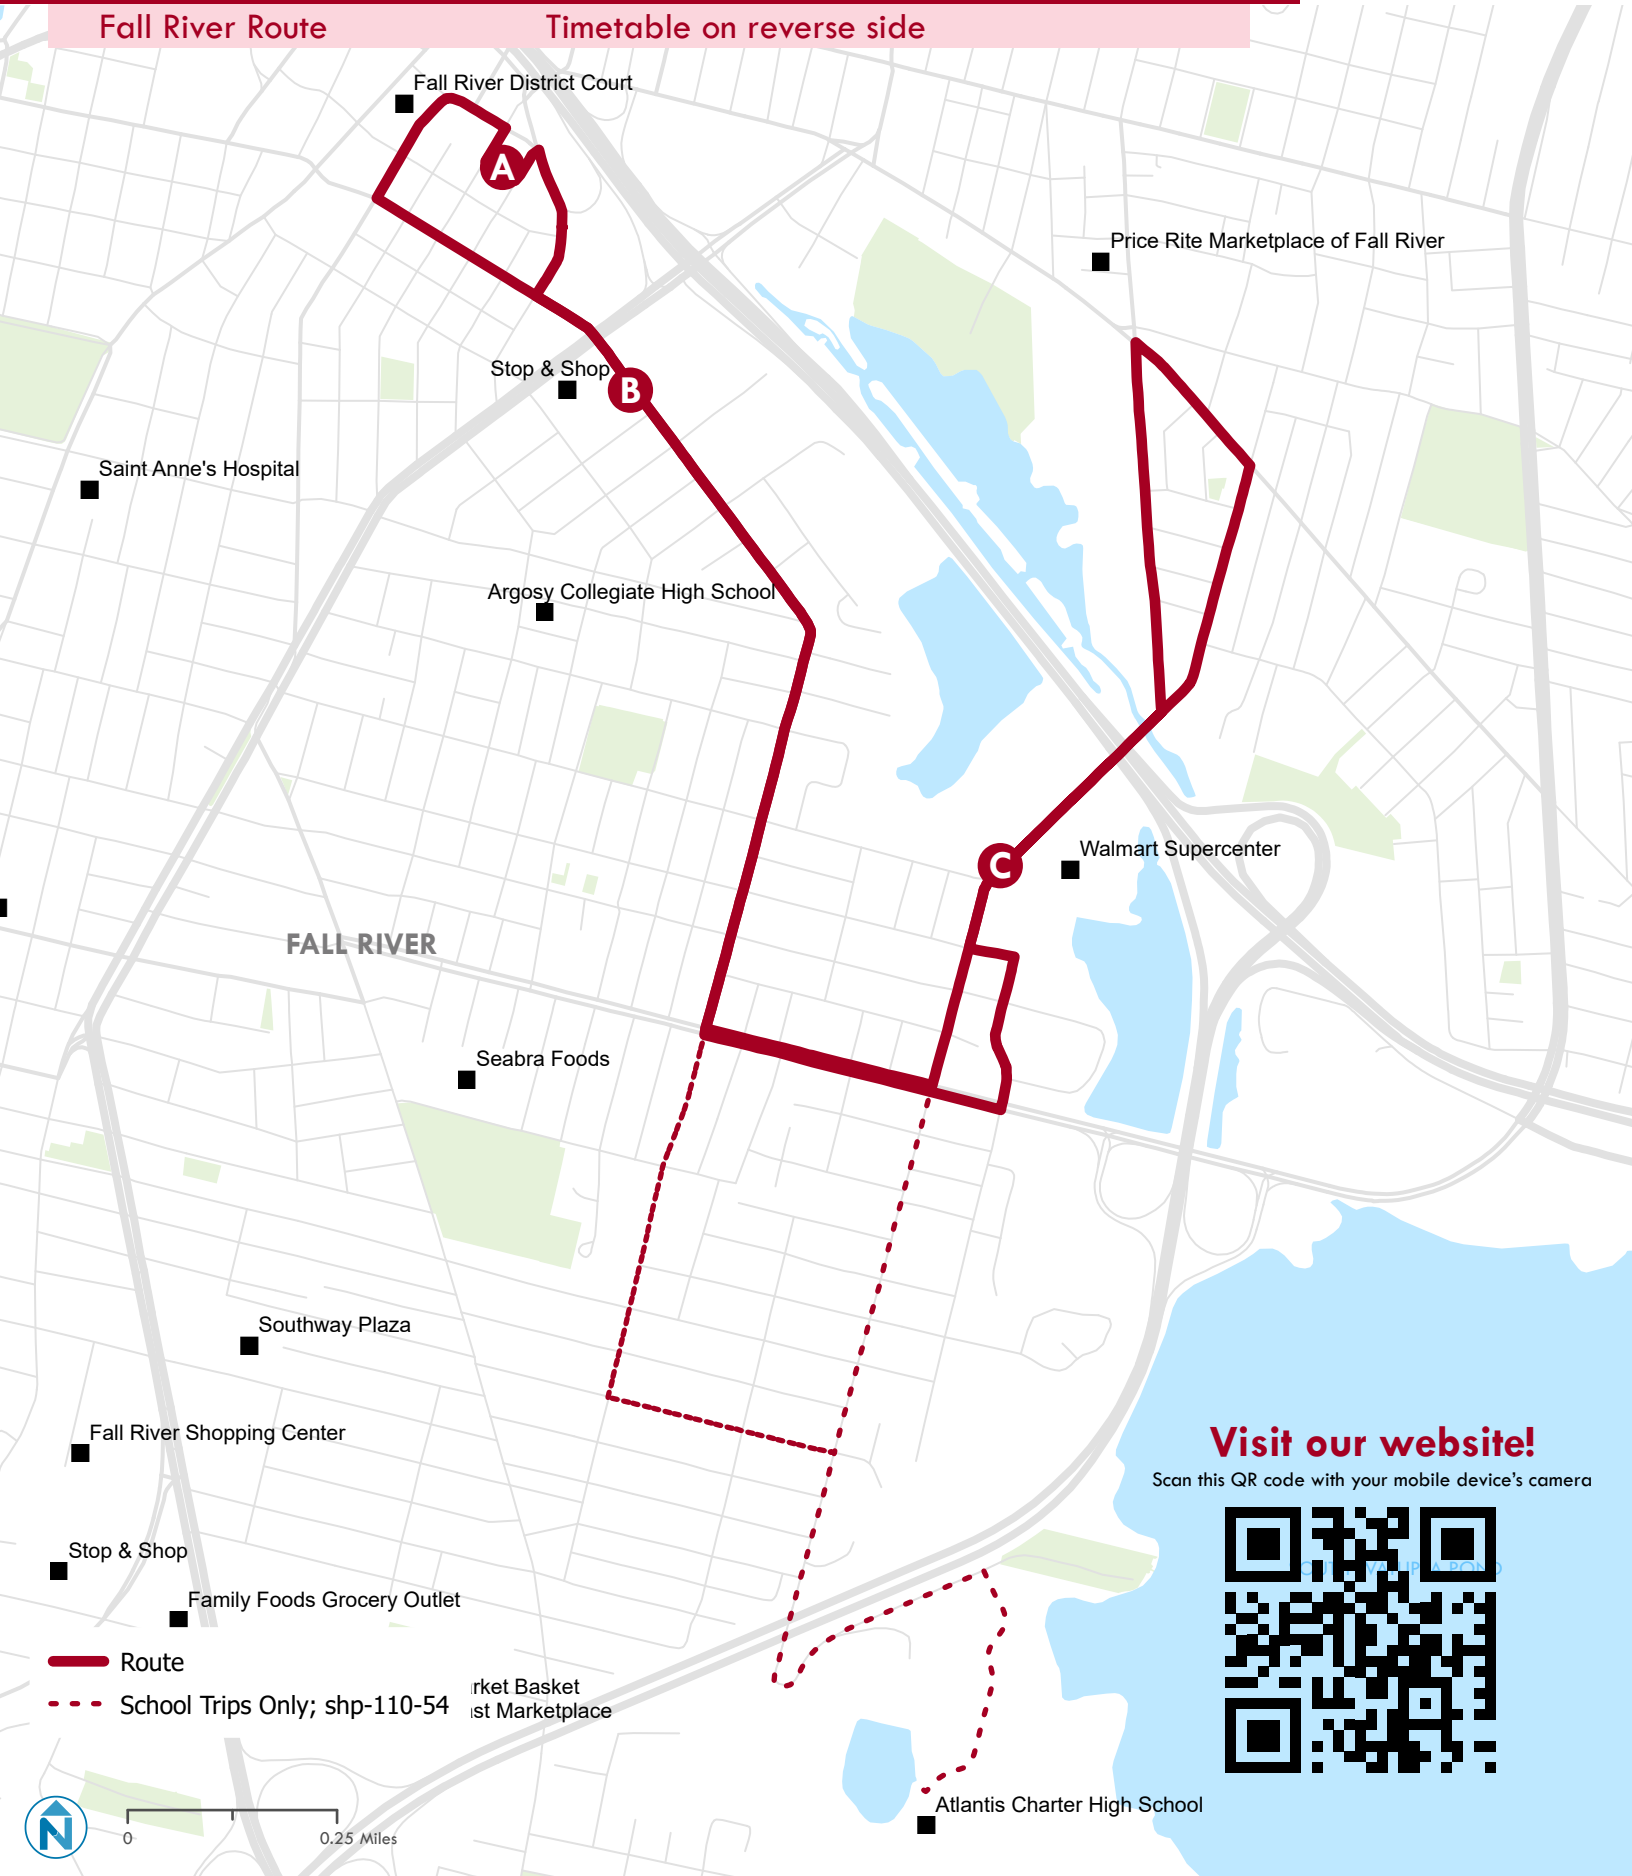 Fall River Route Timetable on reverse side
Fall River District Court
A
Price Rite Marketplace of Fall River
Stop & Shop
B
Saint Anne's Hospital
Argosy Collegiate High School
C
Walmart Supercenter
FALL RIVER
Seabra Foods
Southway Plaza
Fall River Shopping Center
Visit our website!
Scan this QR code with your mobile device's camera
Stop & Shop
POND
Family Foods Grocery Outlet
Route
School Trips Only; shp-110-54
Basket
Marketplace
Atlantis Charter High School
N
0 0.25 Miles